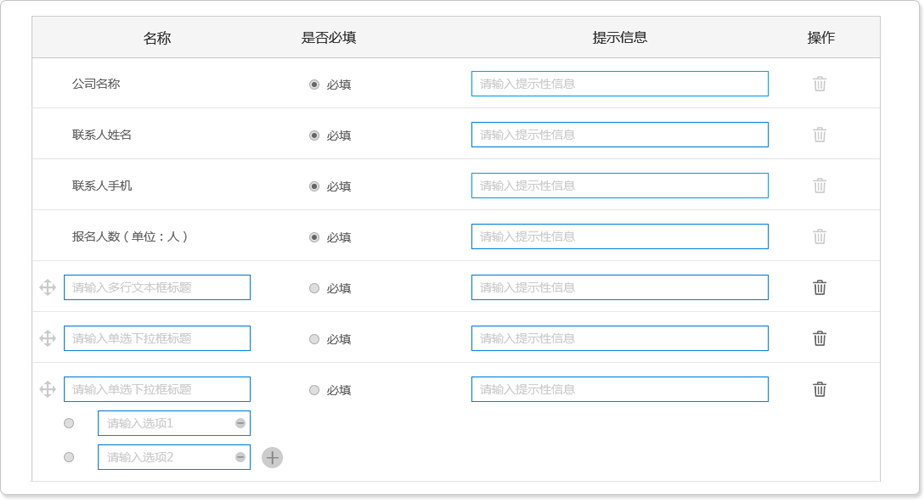 名称 是否必填 提示信息 操作
公司名称 必填 请输入提示性信息
联系人姓名 必填 请输入提示性信息
联系人手机 必填 请输入提示性信息
报名人数（单位：人） 必填 请输入提示性信息
请输入多行文本框标题 必填 请输入提示性信息
请输入单选下拉框标题 必填 请输入提示性信息
请输入单选下拉框标题 必填 请输入提示性信息
请输入选项1
请输入选项2